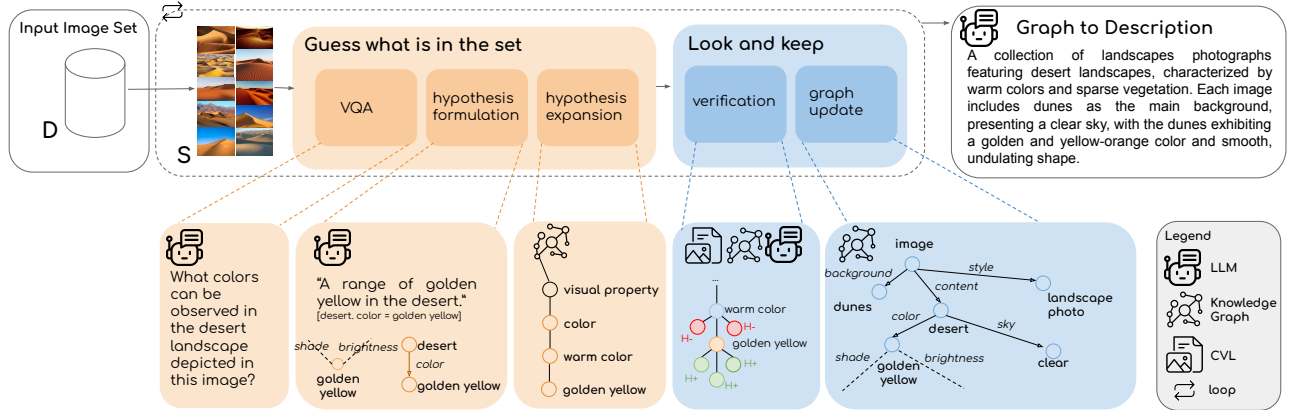 Input Image Set
D
S
Guess what is in the set
VQA
hypothesis
formulation
hypothesis
expansion
Look and keep
verification
graph
update
Graph to Description
A collection of landscapes photographs
featuring desert landscapes, characterized by
warm colors and sparse vegetation. Each image
includes dunes as the main background,
presenting a clear sky, with the dunes exhibiting
a golden and yellow-orange color and smooth,
undulating shape.
What colors
can be
observed in
the desert
landscape
depicted in
this image?
“A range of golden
yellow in the desert.“
[desert. color = golden yellow]
shade
brightness
golden
yellow
desert
color
golden yellow
visual property
color
warm color
golden yellow
...
warm color
H-
H-
golden yellow
H+
H+
H+
image
background
style
content
dunes
landscape
photo
color
desert
sky
clear
shade
brightness
golden
yellow
Legend
LLM
Knowledge
Graph
CVL
loop